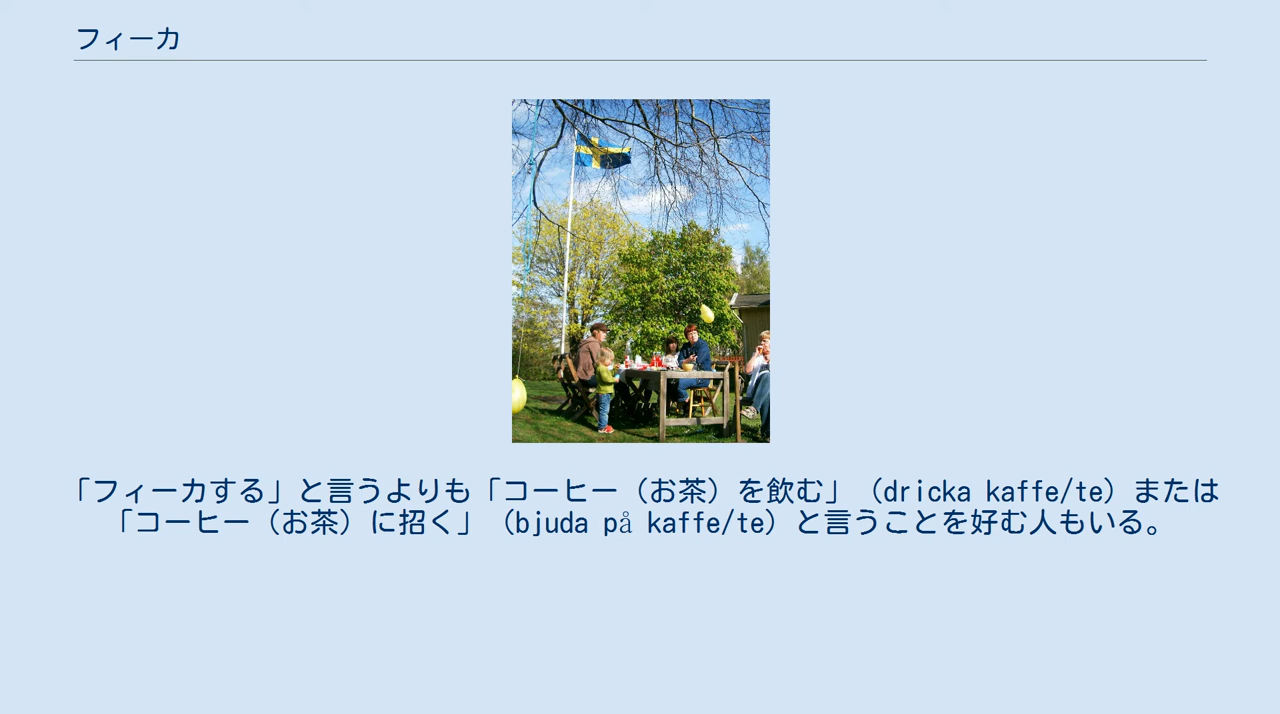 フィーカ
「フィーカする」と言うよりも「コーヒー（お茶）を飲む」（dricka kaffe/te）または
「コーヒー（お茶）に招く」（bjuda på kaffe/te）と言うことを好む人もいる。